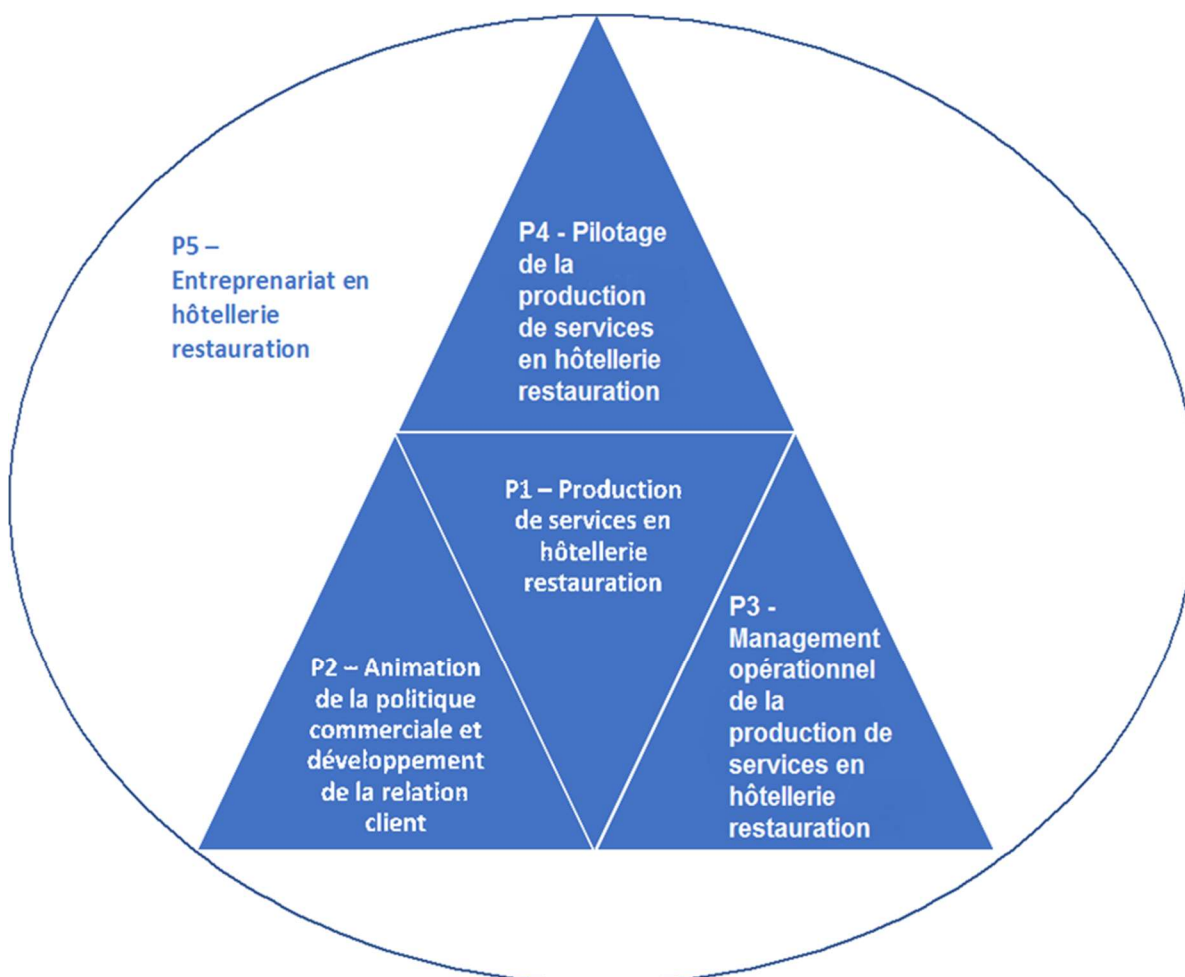 P5 –
Entreprenariat en
hôtellerie
restauration
P4 - Pilotage
de la
production
de services
en hôtellerie
restauration
P1 – Production
de services en
hôtellerie
restauration
P2 – Animation
de la politique
commerciale et
développement
de la relation
client
P3 -
Management
opérationnel
de la
production de
services en
hôtellerie
restauration